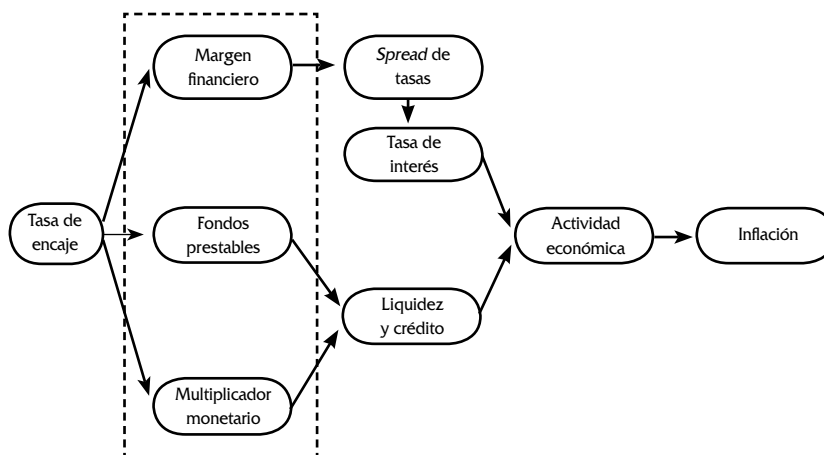 Margen
financiero
Spread de
tasas
Tasa de
interés
Tasa de
encaje
Fondos
prestables
Actividad
económica
Inflación
Liquidez
y crédito
Multiplicador
monetario